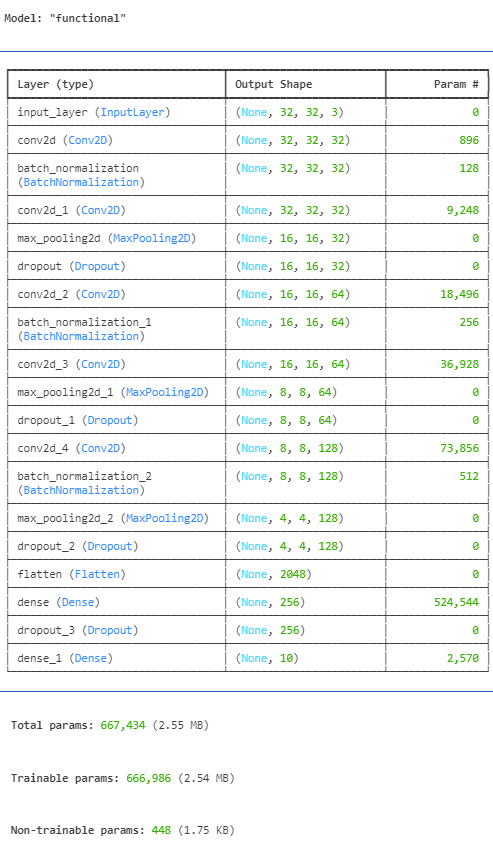 Model: "functional"
Layer (type) Output Shape Param #
input_layer (InputLayer) (None, 32, 32, 3) 0
conv2d (Conv2D) (None, 32, 32, 32) 896
batch_normalization (None, 32, 32, 32) 128
(BatchNormalization)
conv2d_1 (Conv2D) (None, 32, 32, 32) 9,248
max_pooling2d (MaxPooling2D) (None, 16, 16, 32) 0
dropout (Dropout) (None, 16, 16, 32) 0
conv2d_2 (Conv2D) (None, 16, 16, 64) 18,496
batch_normalization_1 (None, 16, 16, 64) 256
(BatchNormalization)
conv2d_3 (Conv2D) (None, 16, 16, 64) 36,928
max_pooling2d_1 (MaxPooling2D) (None, 8, 8, 64) 0
dropout_1 (Dropout) (None, 8, 8, 64) 0
conv2d_4 (Conv2D) (None, 8, 8, 128) 73,856
batch_normalization_2 (None, 8, 8, 128) 512
(BatchNormalization)
max_pooling2d_2 (MaxPooling2D) (None, 4, 4, 128) 0
dropout_2 (Dropout) (None, 4, 4, 128) 0
flatten (Flatten) (None, 2048) 0
dense (Dense) (None, 256) 524,544
dropout_3 (Dropout) (None, 256) 0
dense_1 (Dense) (None, 10) 2,570
Total params: 667,434 (2.55 MB)
Trainable params: 666,986 (2.54 MB)
Non-trainable params: 448 (1.75 KB)